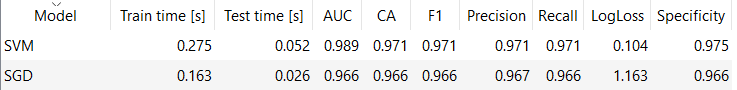 Model Train time [s] Test time [s] AUC CA F1 Precision Recall LogLoss Specificity
SVM 0.275 0.052 0.989 0.971 0.971 0.971 0.971 0.104 0.975
SGD 0.163 0.026 0.966 0.966 0.966 0.967 0.966 1.163 0.966